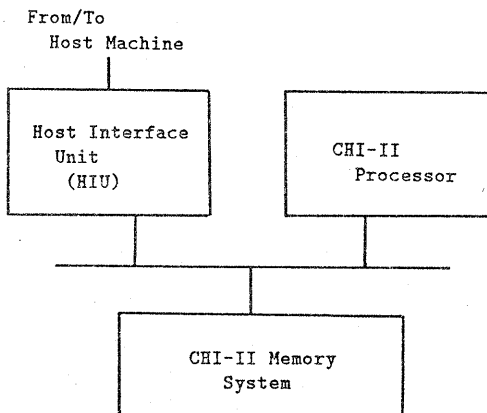 From/To
Host Machine
Host Interface
Unit
(HIU)
CHI-II
Processor
CHI-II Memory
System